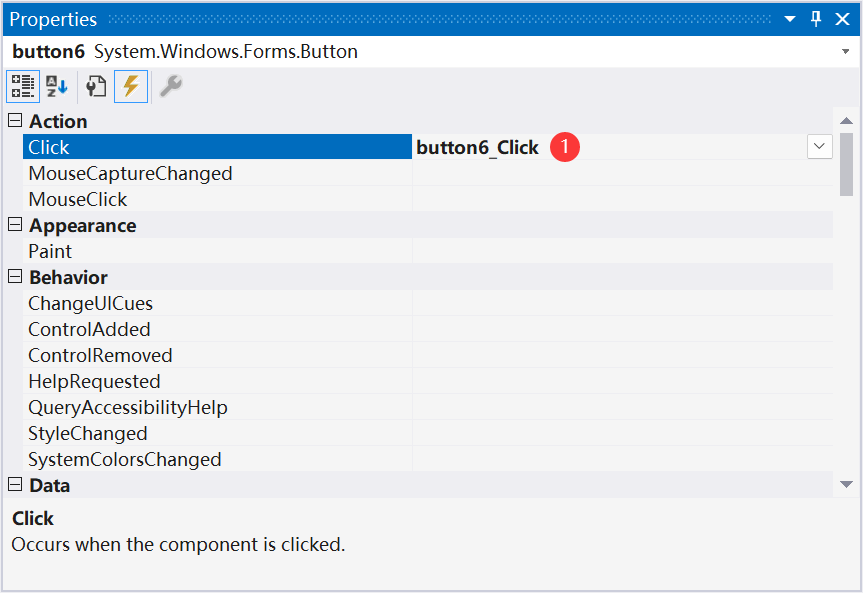 Properties
button6 System.Windows.Forms.Button
Action
Click button6_Click 1
MouseCaptureChanged
MouseClick
Appearance
Paint
Behavior
ChangeUICues
ControlAdded
ControlRemoved
HelpRequested
QueryAccessibilityHelp
StyleChanged
SystemColorsChanged
Data
Click
Occurs when the component is clicked.